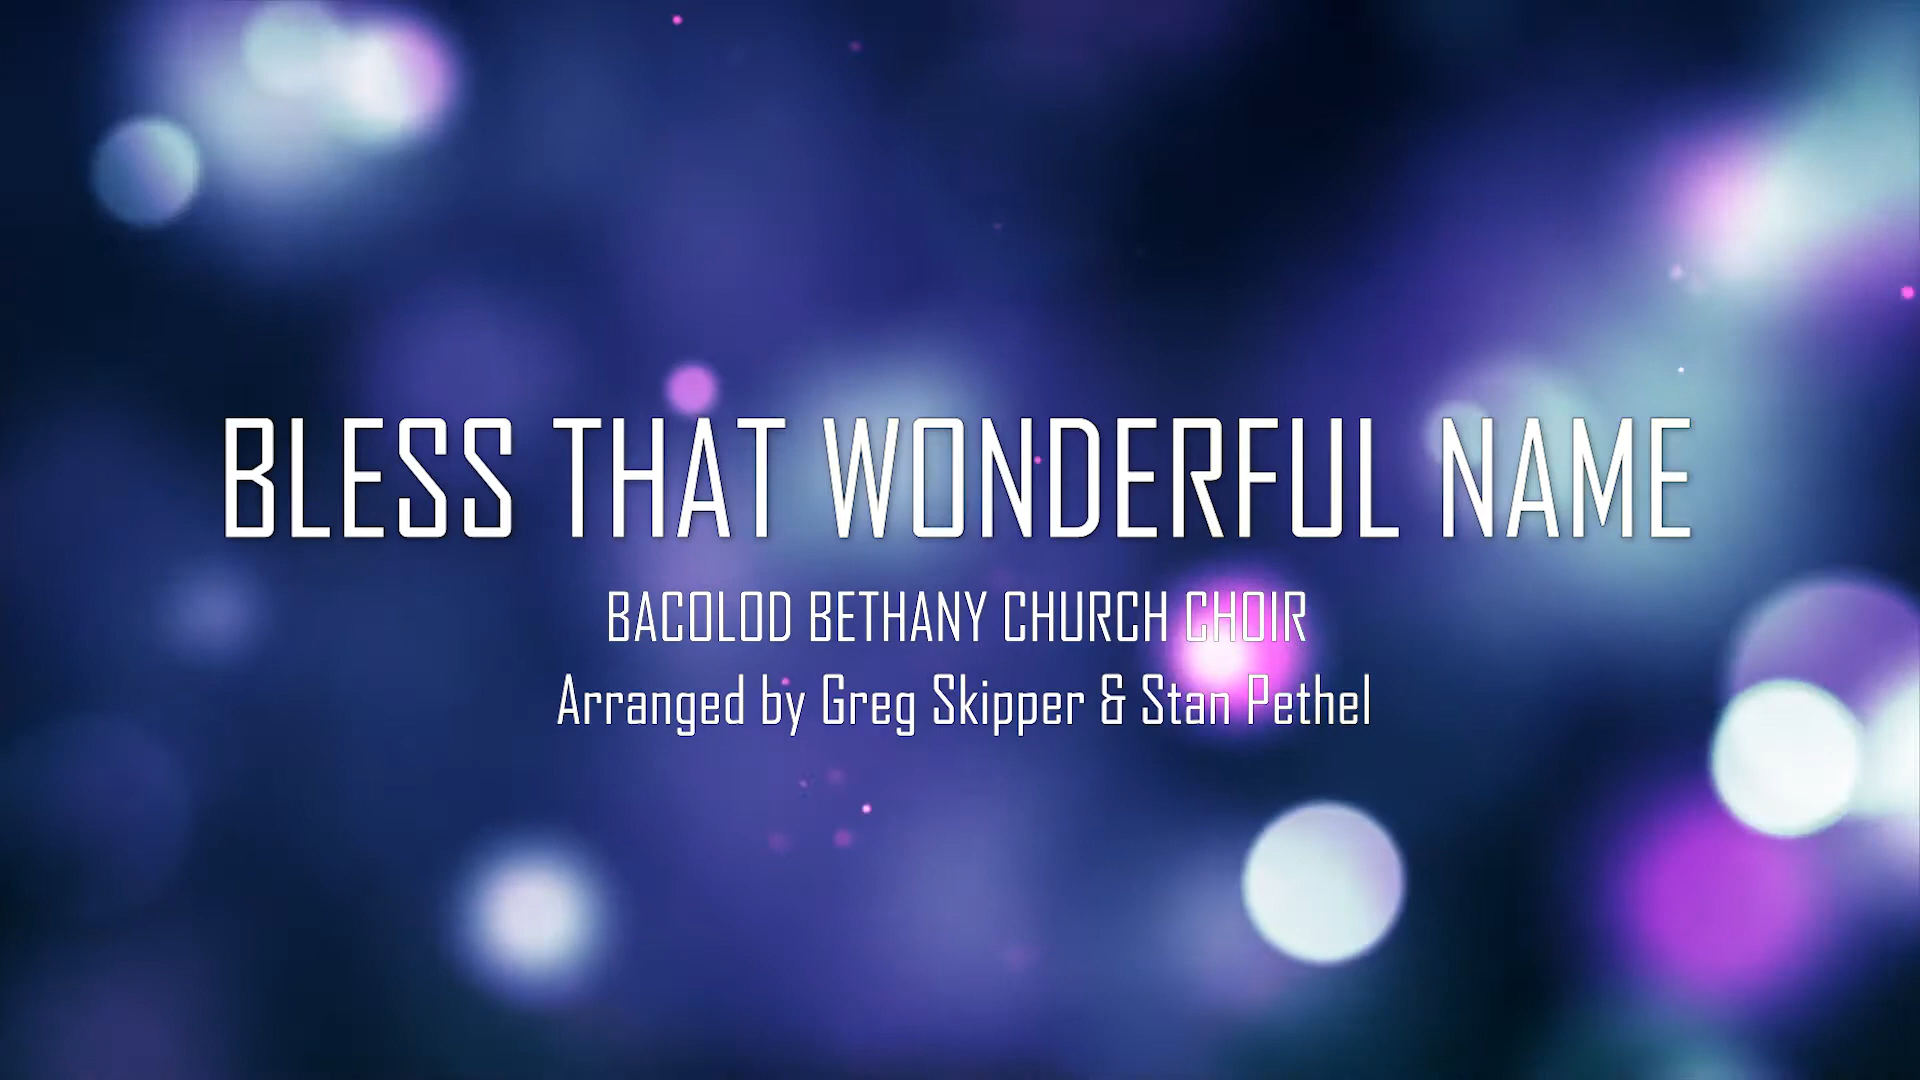 BLESS THAT WONDERFUL NAME
BACOLOD BETHANY CHURCH CHOIR
Arranged by Greg Skipper & Stan Pethel